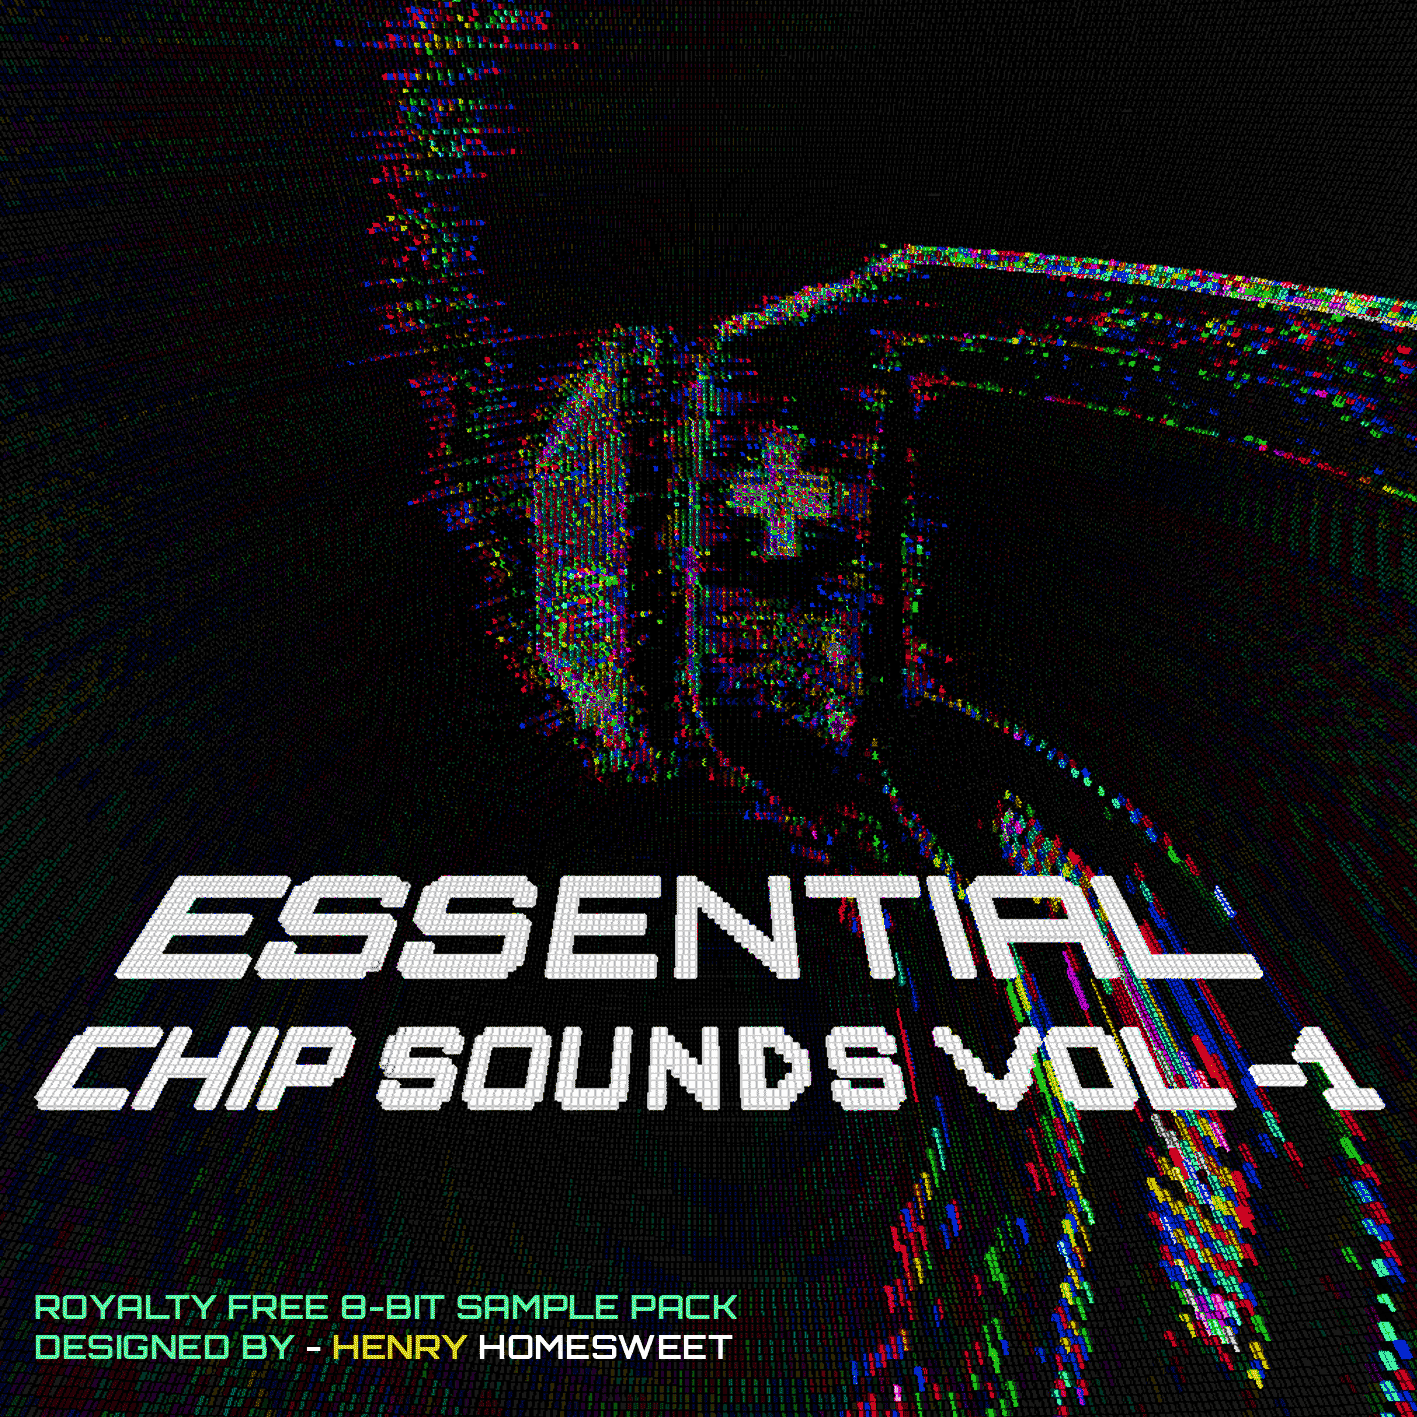 ESSENTIAL
CHIP SOUNDS VOL-1
ROYALTY FREE 8-BIT SAMPLE PACK
DESIGNED BY - HENRY HOMESWEET